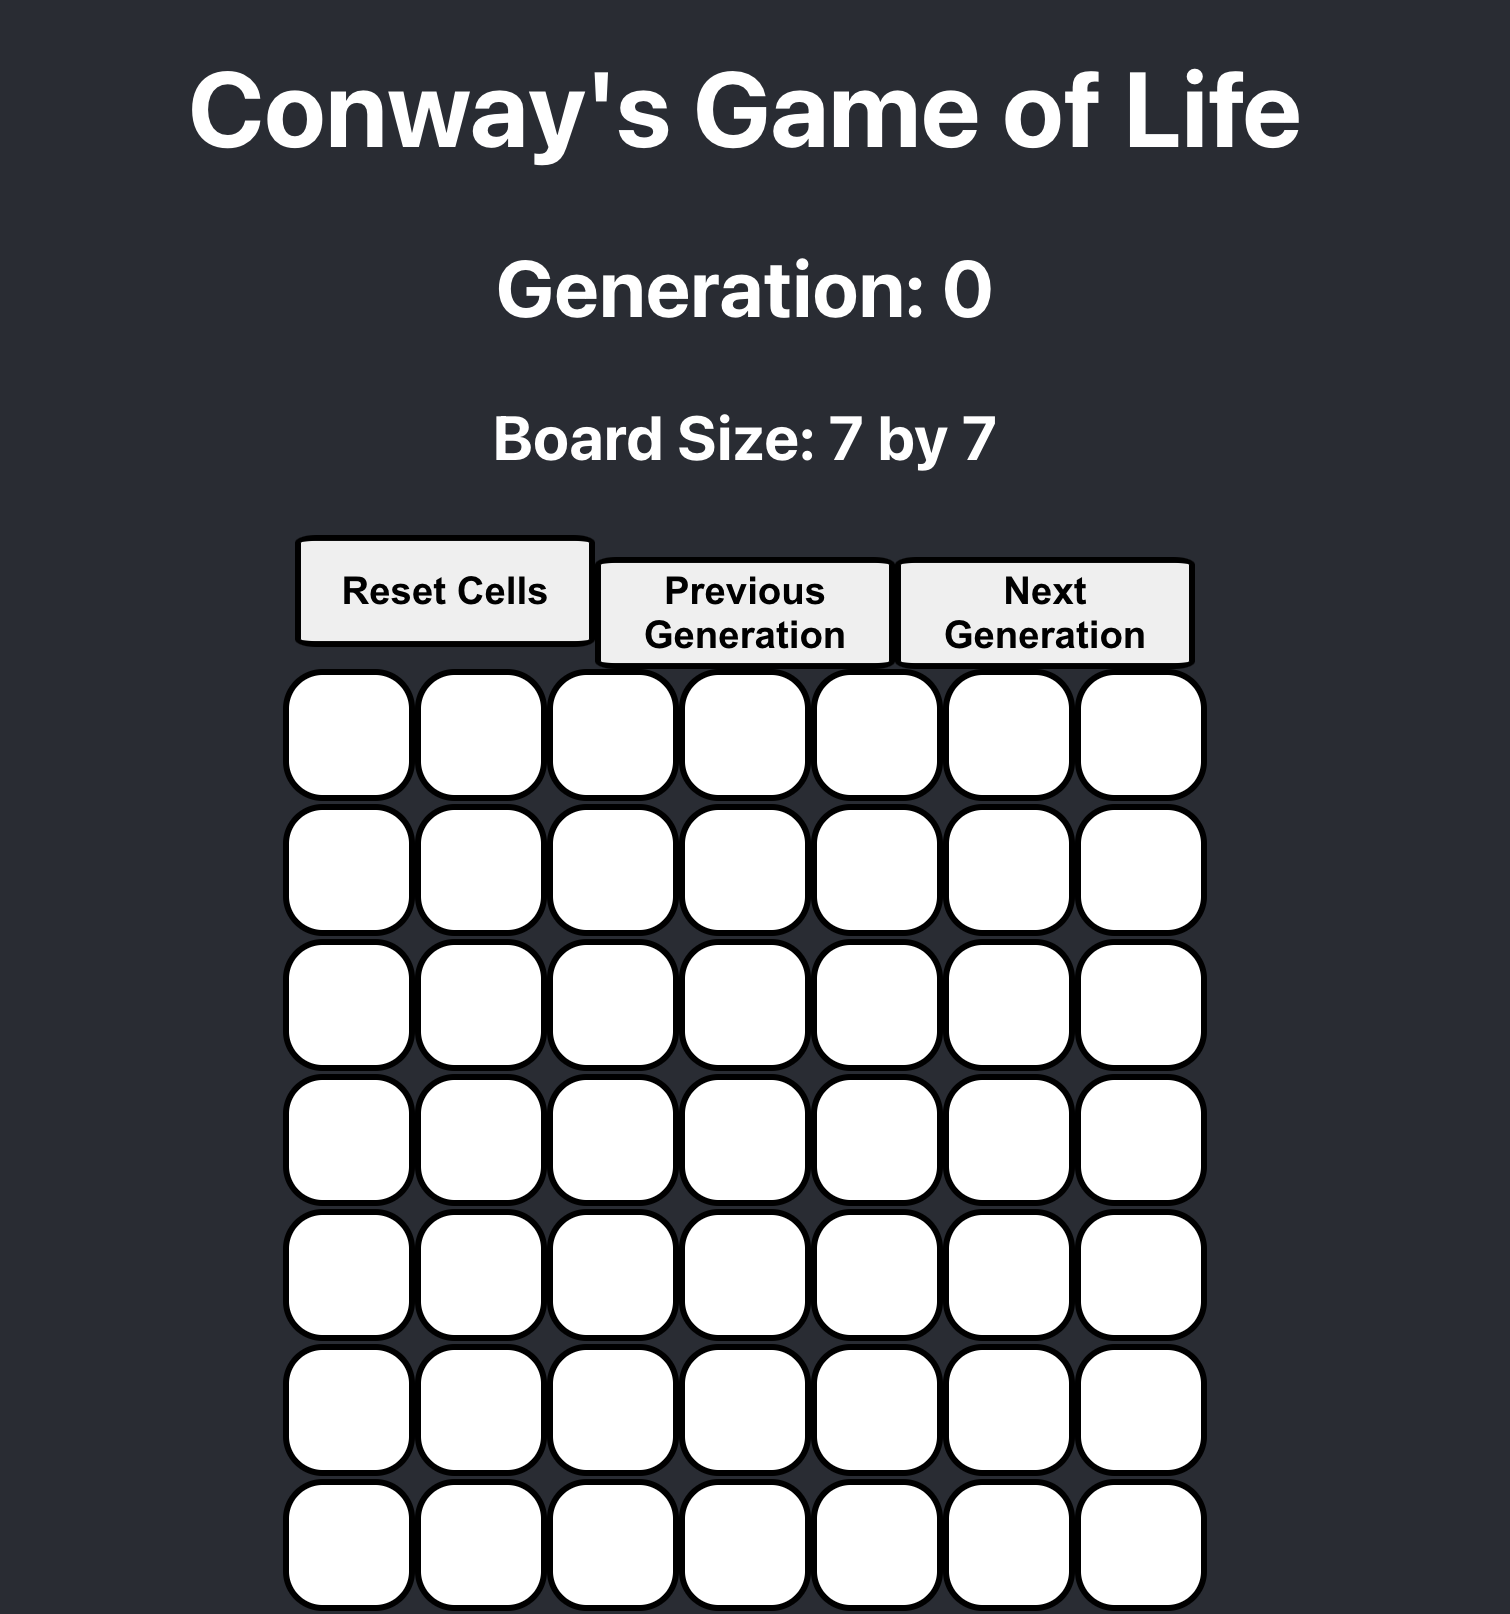 Conway's Game of Life
Generation: 0
Board Size: 7 by 7
Reset Cells
Previous
Generation
Next
Generation